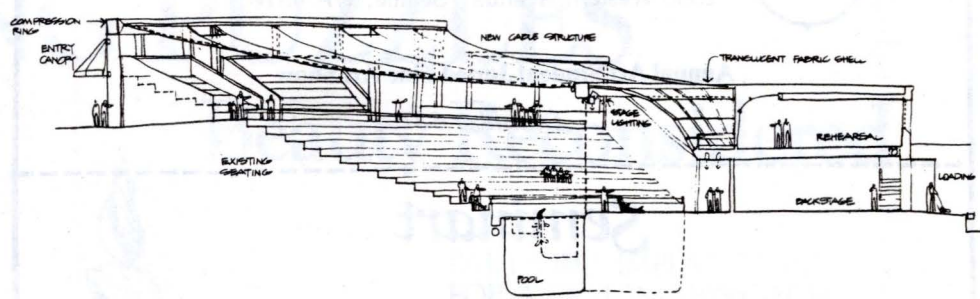 COMPRESSION
RING
ENTRY
CANOPY
NEW CABLE STRUCTURE
TRANSLUCENT FABRIC SHELL
STAGE
LIGHTING
REHEARSAL
EXISTING
SEATING
LOADING
BACKSTAGE
POOL